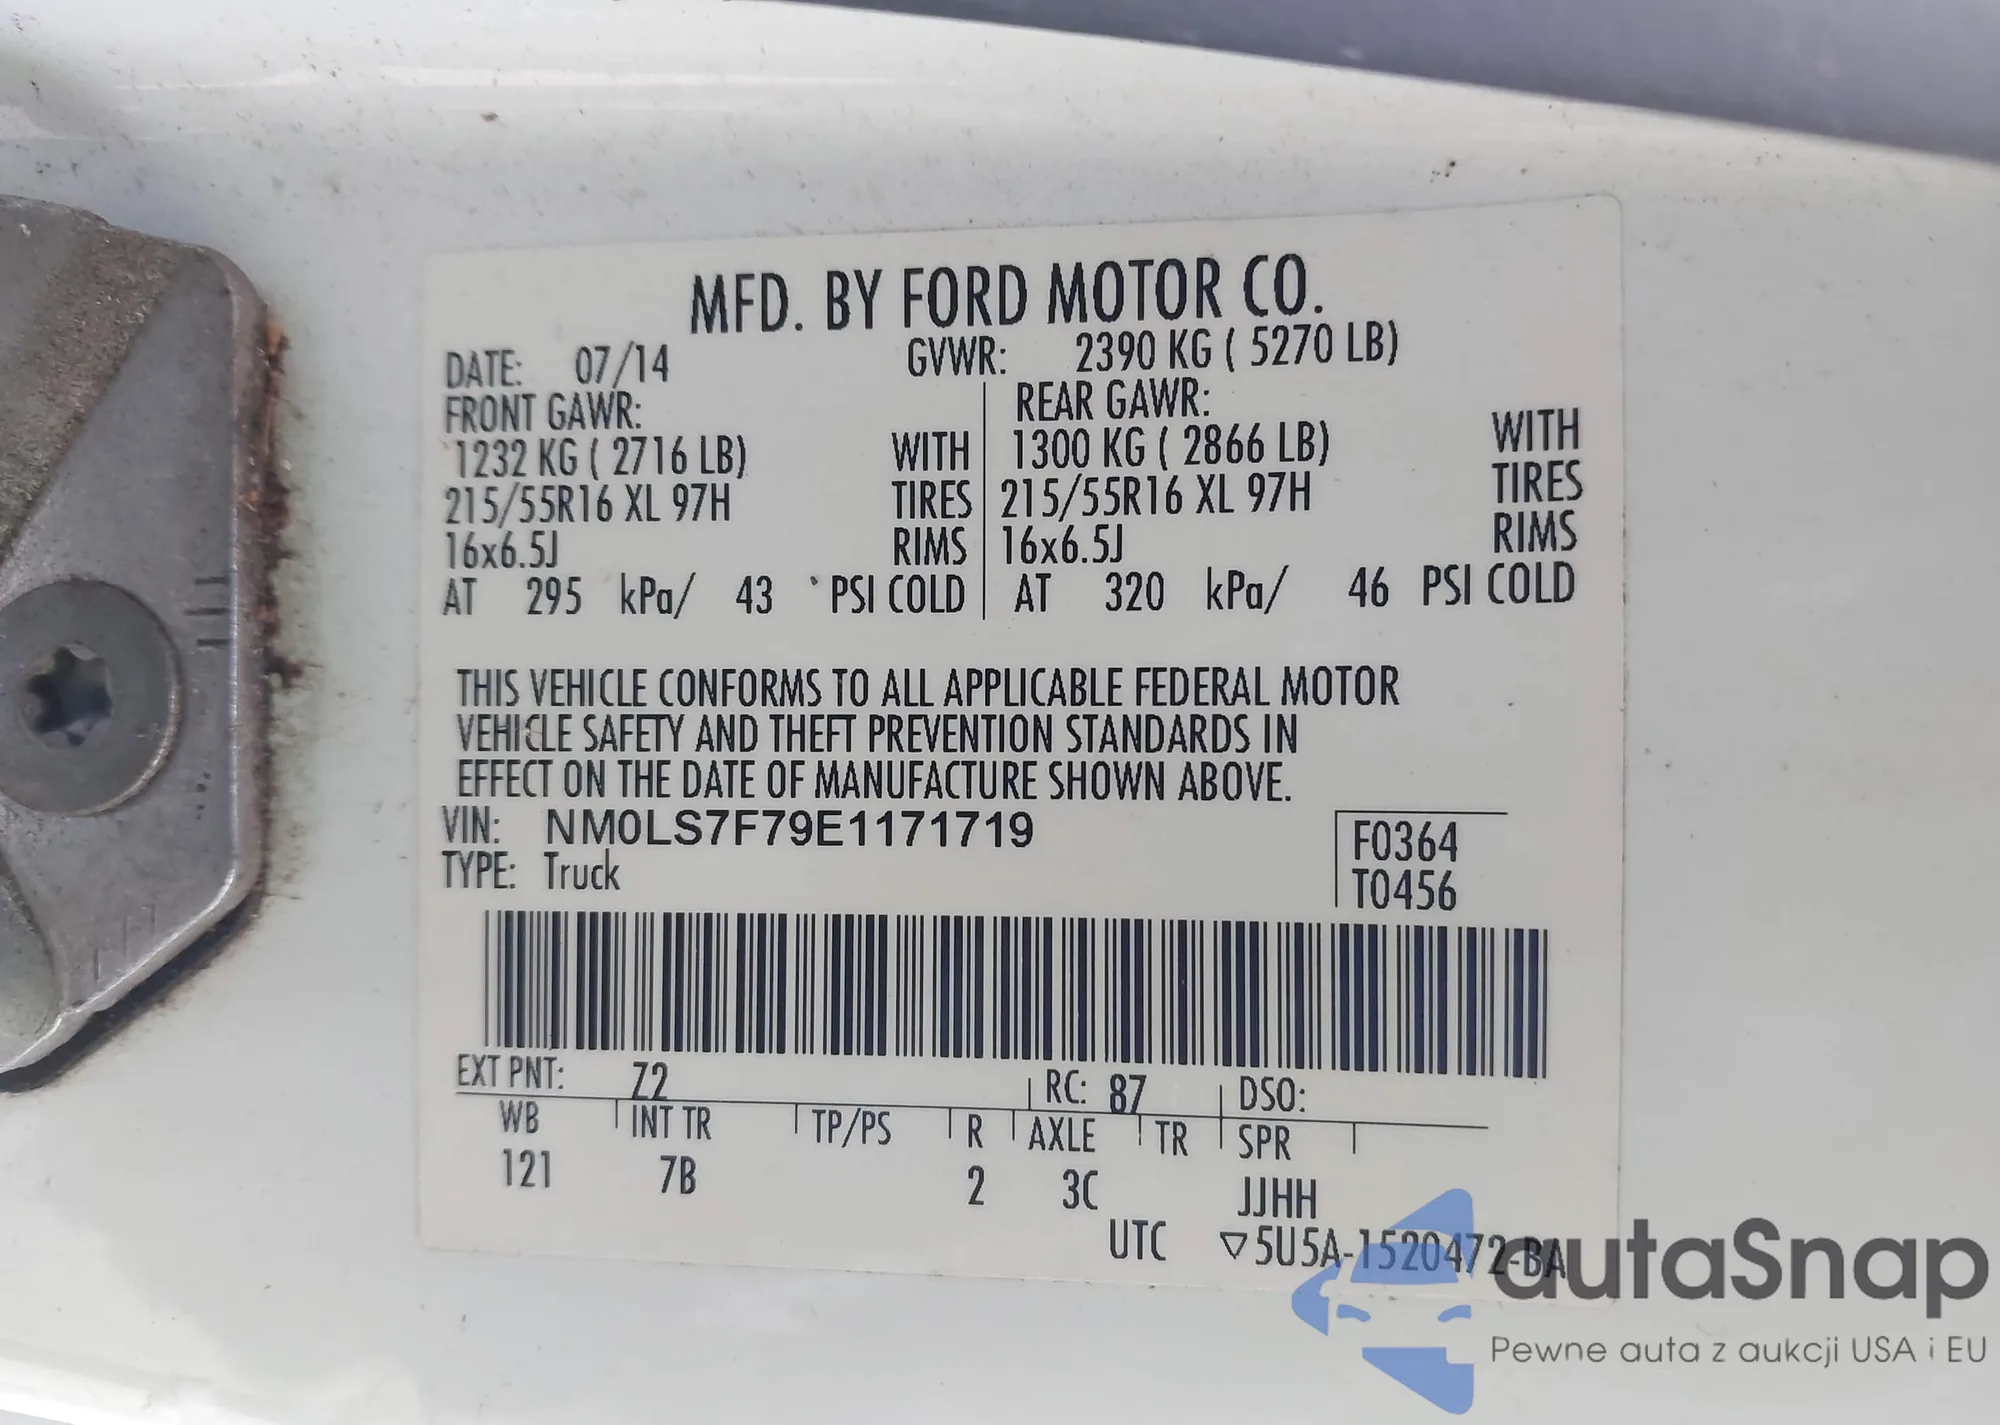 MFD. BY FORD MOTOR CO.
DATE: 07/14 GVWR: 2390 KG ( 5270 LB)
FRONT GAWR: REAR GAWR:
1232 KG ( 2716 LB) WITH 1300 KG ( 2866 LB) WITH
215/55R16 XL 97H TIRES 215/55R16 XL 97H TIRES
16x6.5J RIMS 16x6.5J RIMS
AT 295 kPa/ 43 PSI COLD AT 320 kPa/ 46 PSI COLD
THIS VEHICLE CONFORMS TO ALL APPLICABLE FEDERAL MOTOR
VEHICLE SAFETY AND THEFT PREVENTION STANDARDS IN
EFFECT ON THE DATE OF MANUFACTURE SHOWN ABOVE.
VIN: NM0LS7F79E1171719 F0364
TYPE: Truck T0456
EXT PNT: Z2 RC: 87 DSO:
WB INT TR TP/PS R AXLE TR SPR
121 7B 2 3C JJHH
UTC ▽5U5A-1520472-BA
autaSnap
Pewne auta z aukcji USA i EU